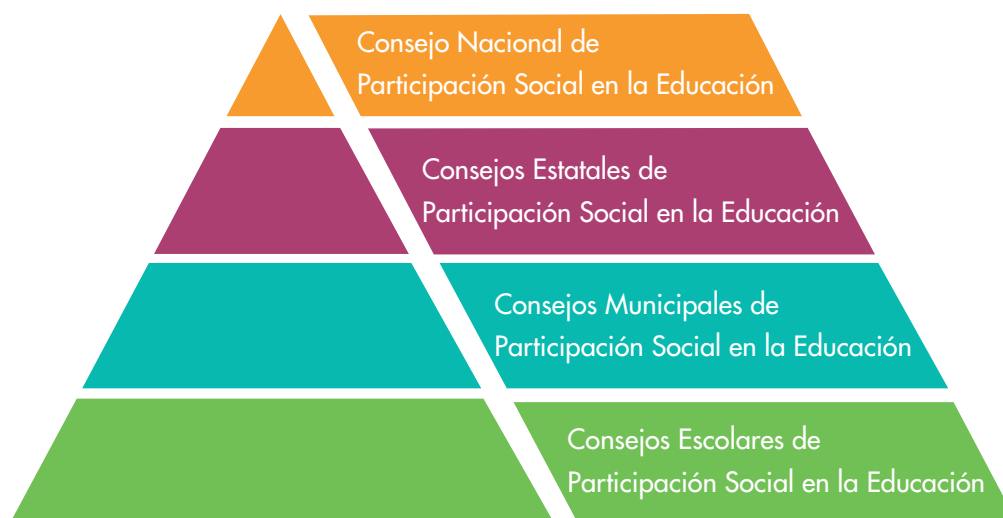 Consejo Nacional de
Participación Social en la Educación
Consejos Estatales de
Participación Social en la Educación
Consejos Municipales de
Participación Social en la Educación
Consejos Escolares de
Participación Social en la Educación